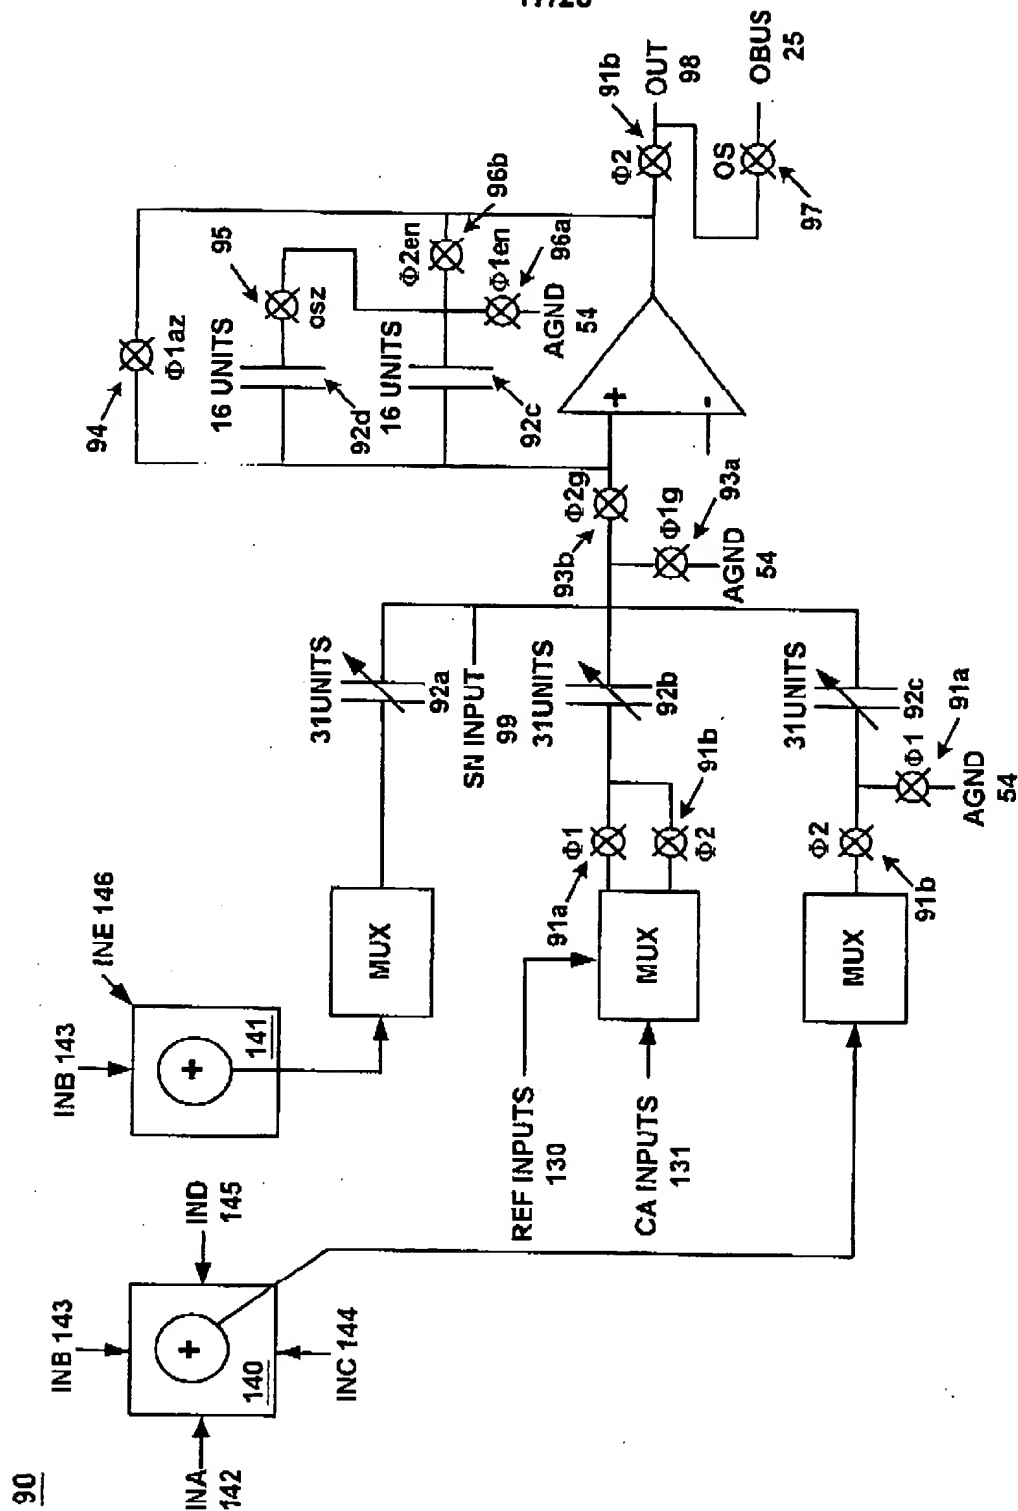 90
INB 143
INA
142
140
INC 144
IND
145
INB 143
INE 146
141
MUX
31UNITS
92a
SN INPUT
99
REF INPUTS
130
CA INPUTS
131
MUX
91a
Φ1
Φ2
91b
31UNITS
92b
MUX
Φ2
91b
Φ1
91a
AGND
54
31UNITS
92c
93b
Φ2g
Φ1g
93a
AGND
54
94
Φ1az
16 UNITS
92d
95
osz
16 UNITS
92c
Φ2en
96b
Φ1en
96a
AGND
54
+
-
Φ2
91b
OUT
98
OS
97
OBUS
25